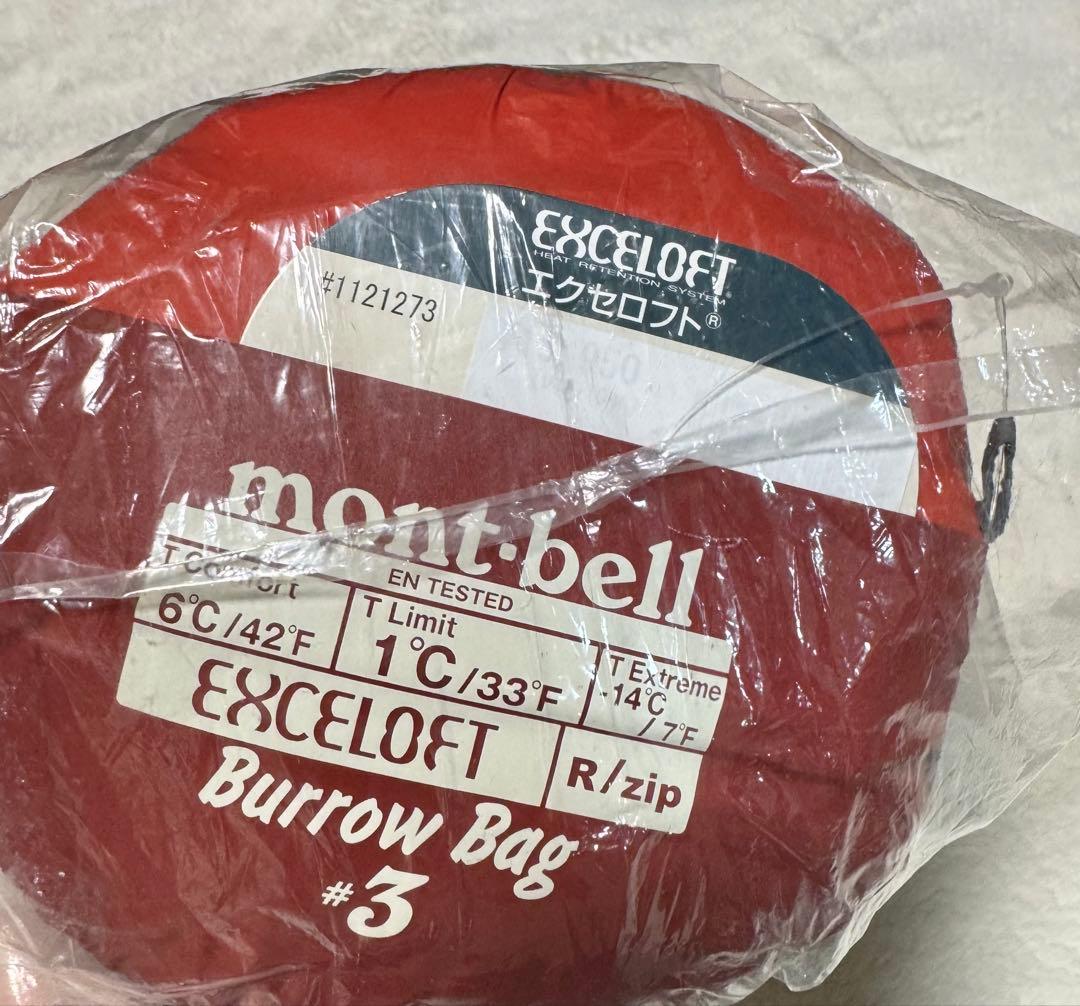 EXCELOFT
HEAT RETENTION SYSTEM
エクセロフト®
#1121273
mont-bell
EN TESTED
T Comfort
6℃/42°F
T Limit
1℃/33°F
T Extreme
-14℃
/7°F
EXCELOFT
R/zip
Burrow Bag
#3